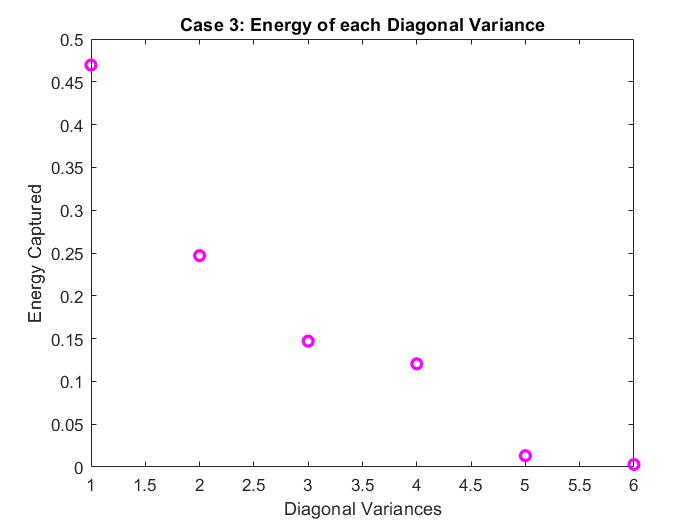 Case 3: Energy of each Diagonal Variance
0.5
0.45
0.4
0.35
0.3
0.25
0.2
0.15
0.1
0.05
0
Energy Captured
1 1.5 2 2.5 3 3.5 4 4.5 5 5.5 6
Diagonal Variances